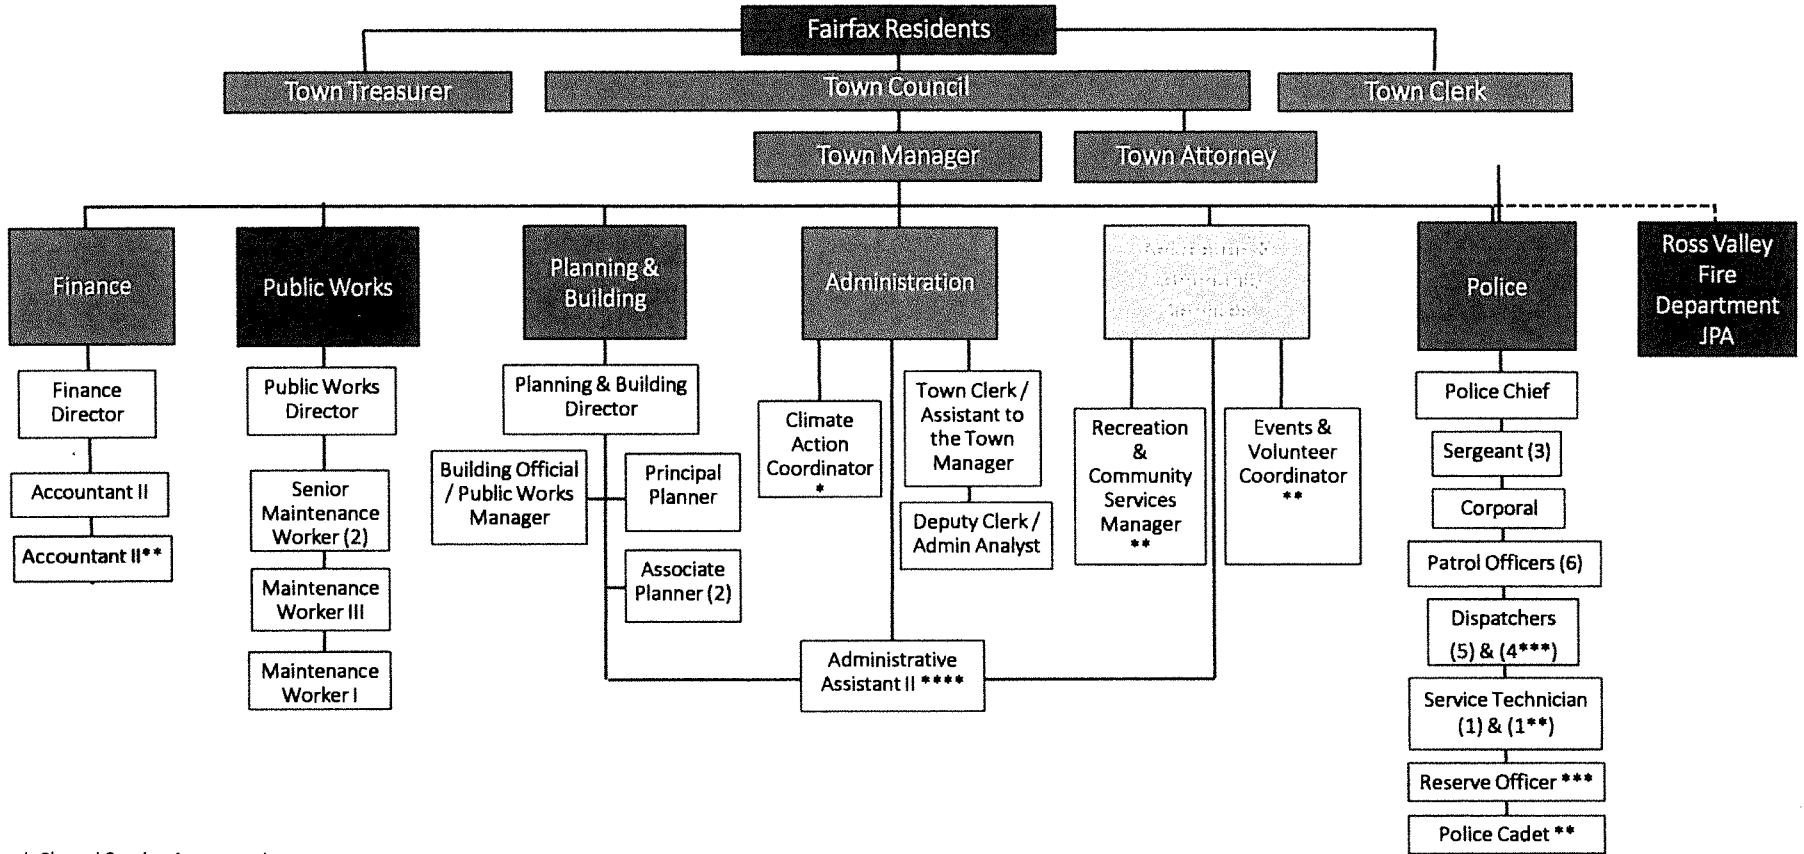 Fairfax Residents
Town Treasurer
Town Council
Town Clerk
Town Manager
Town Attorney
Finance
Public Works
Planning &
Building
Administration
Police
Ross Valley
Fire
Department
JPA
Finance
Director
Accountant II
Accountant II**
Public Works
Director
Senior
Maintenance
Worker (2)
Maintenance
Worker III
Maintenance
Worker I
Planning & Building
Director
Building Official
/ Public Works
Manager
Principal
Planner
Associate
Planner (2)
Climate
Action
Coordinator
*
Town Clerk /
Assistant to
the Town
Manager
Deputy Clerk /
Admin Analyst
Administrative
Assistant II ****
Recreation
&
Community
Services
Manager
**
Events &
Volunteer
Coordinator
**
Police Chief
Sergeant (3)
Corporal
Patrol Officers (6)
Dispatchers
(5) & (4***)
Service Technician
(1) & (1**)
Reserve Officer ***
Police Cadet **